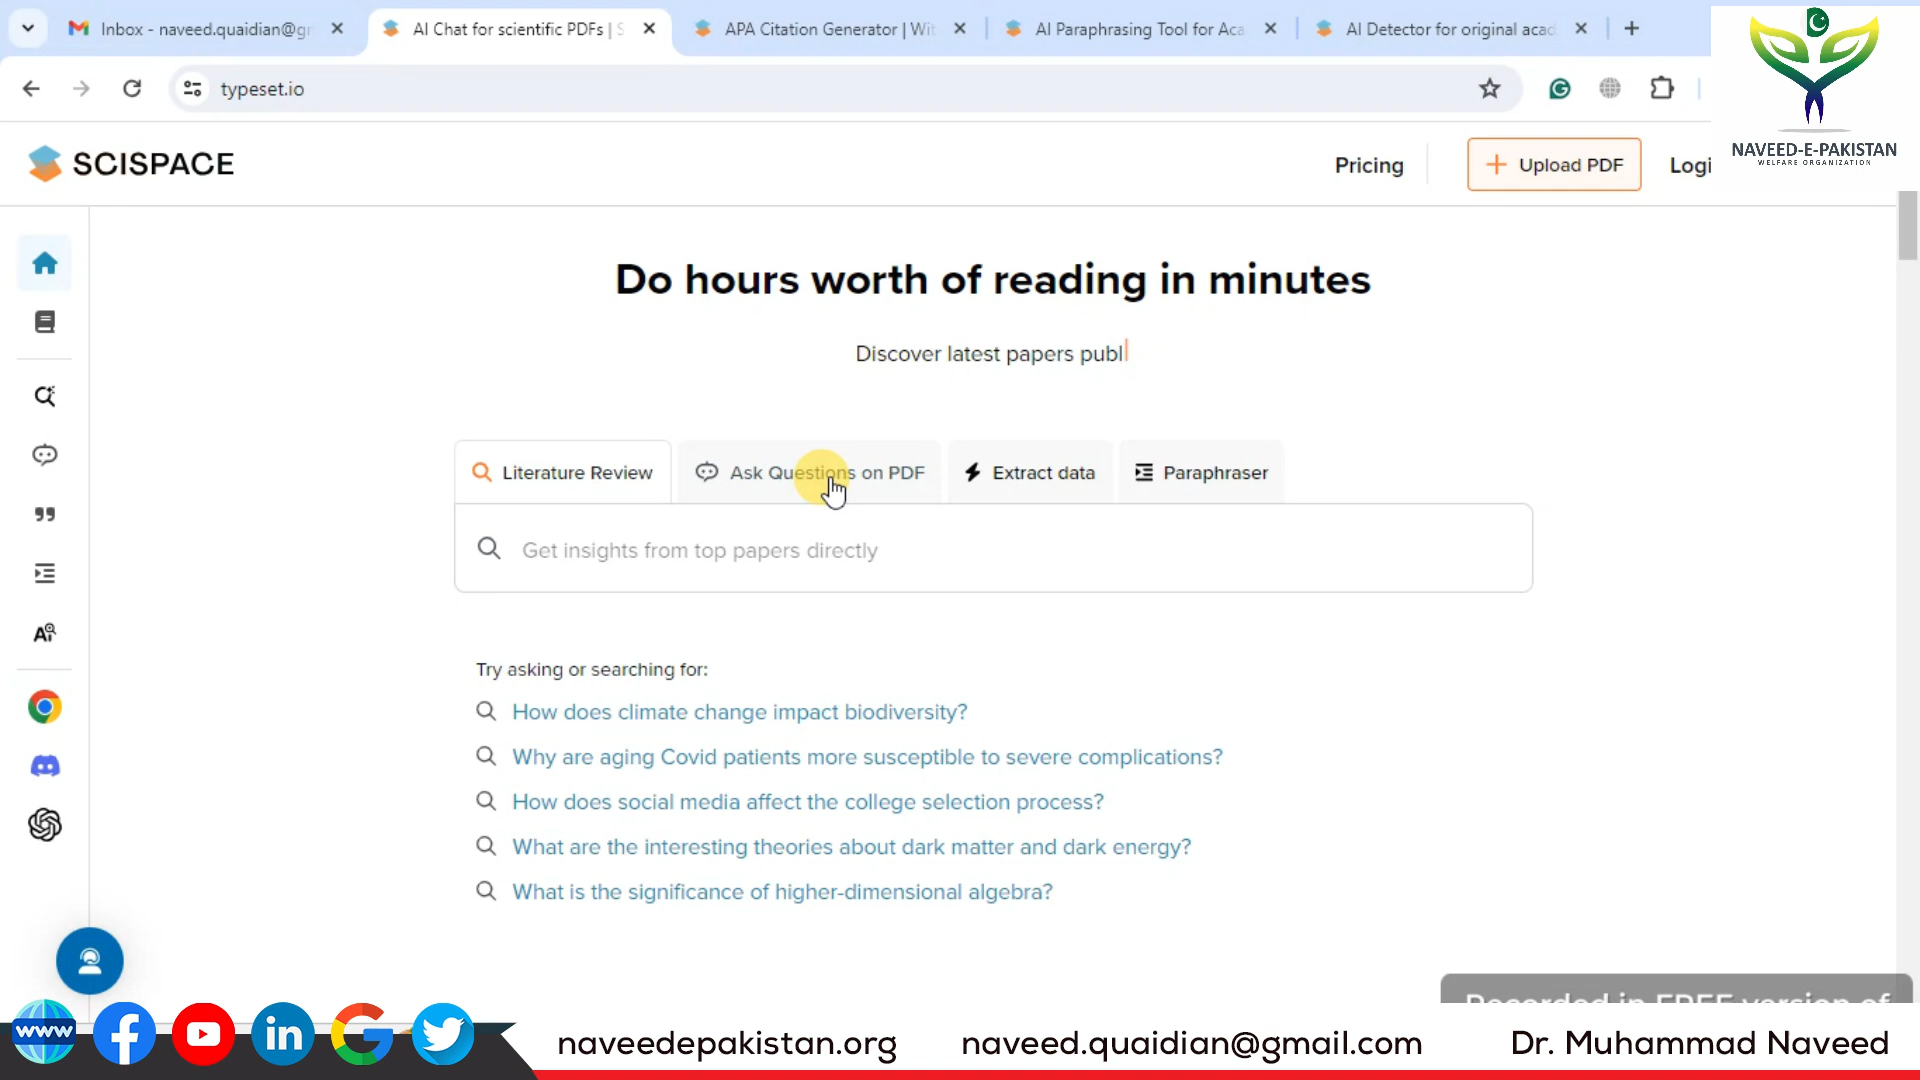 Inbox - naveed.quaidian@g
AI Chat for scientific PDFs | S
APA Citation Generator | Wit
AI Paraphrasing Tool for Aca
AI Detector for original acad
typeset.io
NAVEED-E-PAKISTAN
WELFARE ORGANIZATION
SCISPACE
Pricing
Upload PDF
Logi
Do hours worth of reading in minutes
Discover latest papers publ
Literature Review
Ask Questions on PDF
Extract data
Paraphraser
Get insights from top papers directly
Try asking or searching for:
How does climate change impact biodiversity?
Why are aging Covid patients more susceptible to severe complications?
How does social media affect the college selection process?
What are the interesting theories about dark matter and dark energy?
What is the significance of higher-dimensional algebra?
Recorded in FREE version of
www
naveedepakistan.org
naveed.quaidian@gmail.com
Dr. Muhammad Naveed